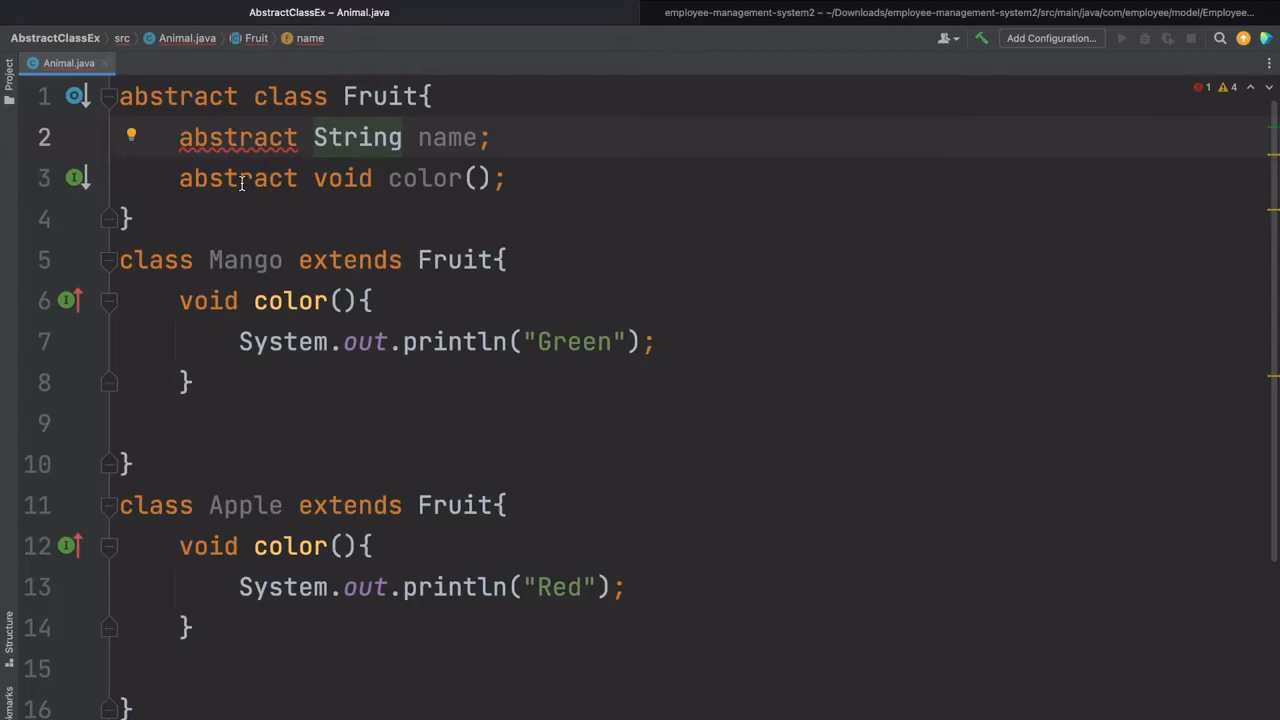 AbstractClassEx – Animal.java
employee-management-system2 – ~/Downloads/employee-management-system2/src/main/java/com/employee/model/Employee...
AbstractClassEx
src
Animal.java
Fruit
name
Add Configuration...
Project
Animal.java
1 4
1 abstract class Fruit{
2 abstract String name;
3 abstract void color();
4 }
5 class Mango extends Fruit{
6 void color(){
7 System.out.println("Green");
8 }
9
10 }
11 class Apple extends Fruit{
12 void color(){
13 System.out.println("Red");
14 }
15
16 }
Structure